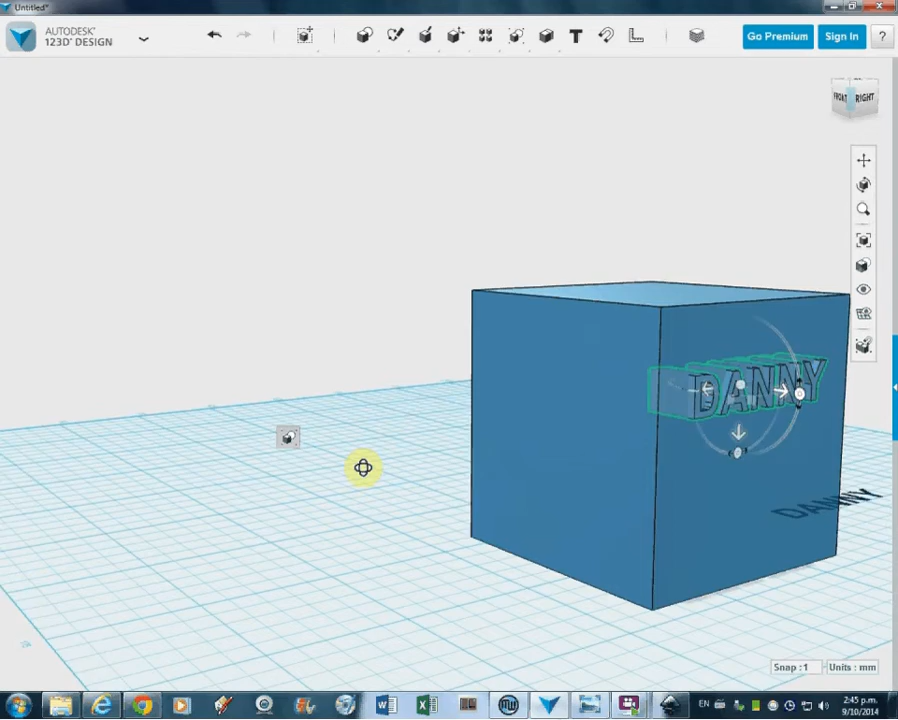 Untitled*
AUTODESK®
123D® DESIGN
T
Go Premium
Sign In
?
FRONT
RIGHT
DANNY
DANNY
Snap : 1
Units : mm
W
EN
2:45 p.m.
9/10/2014